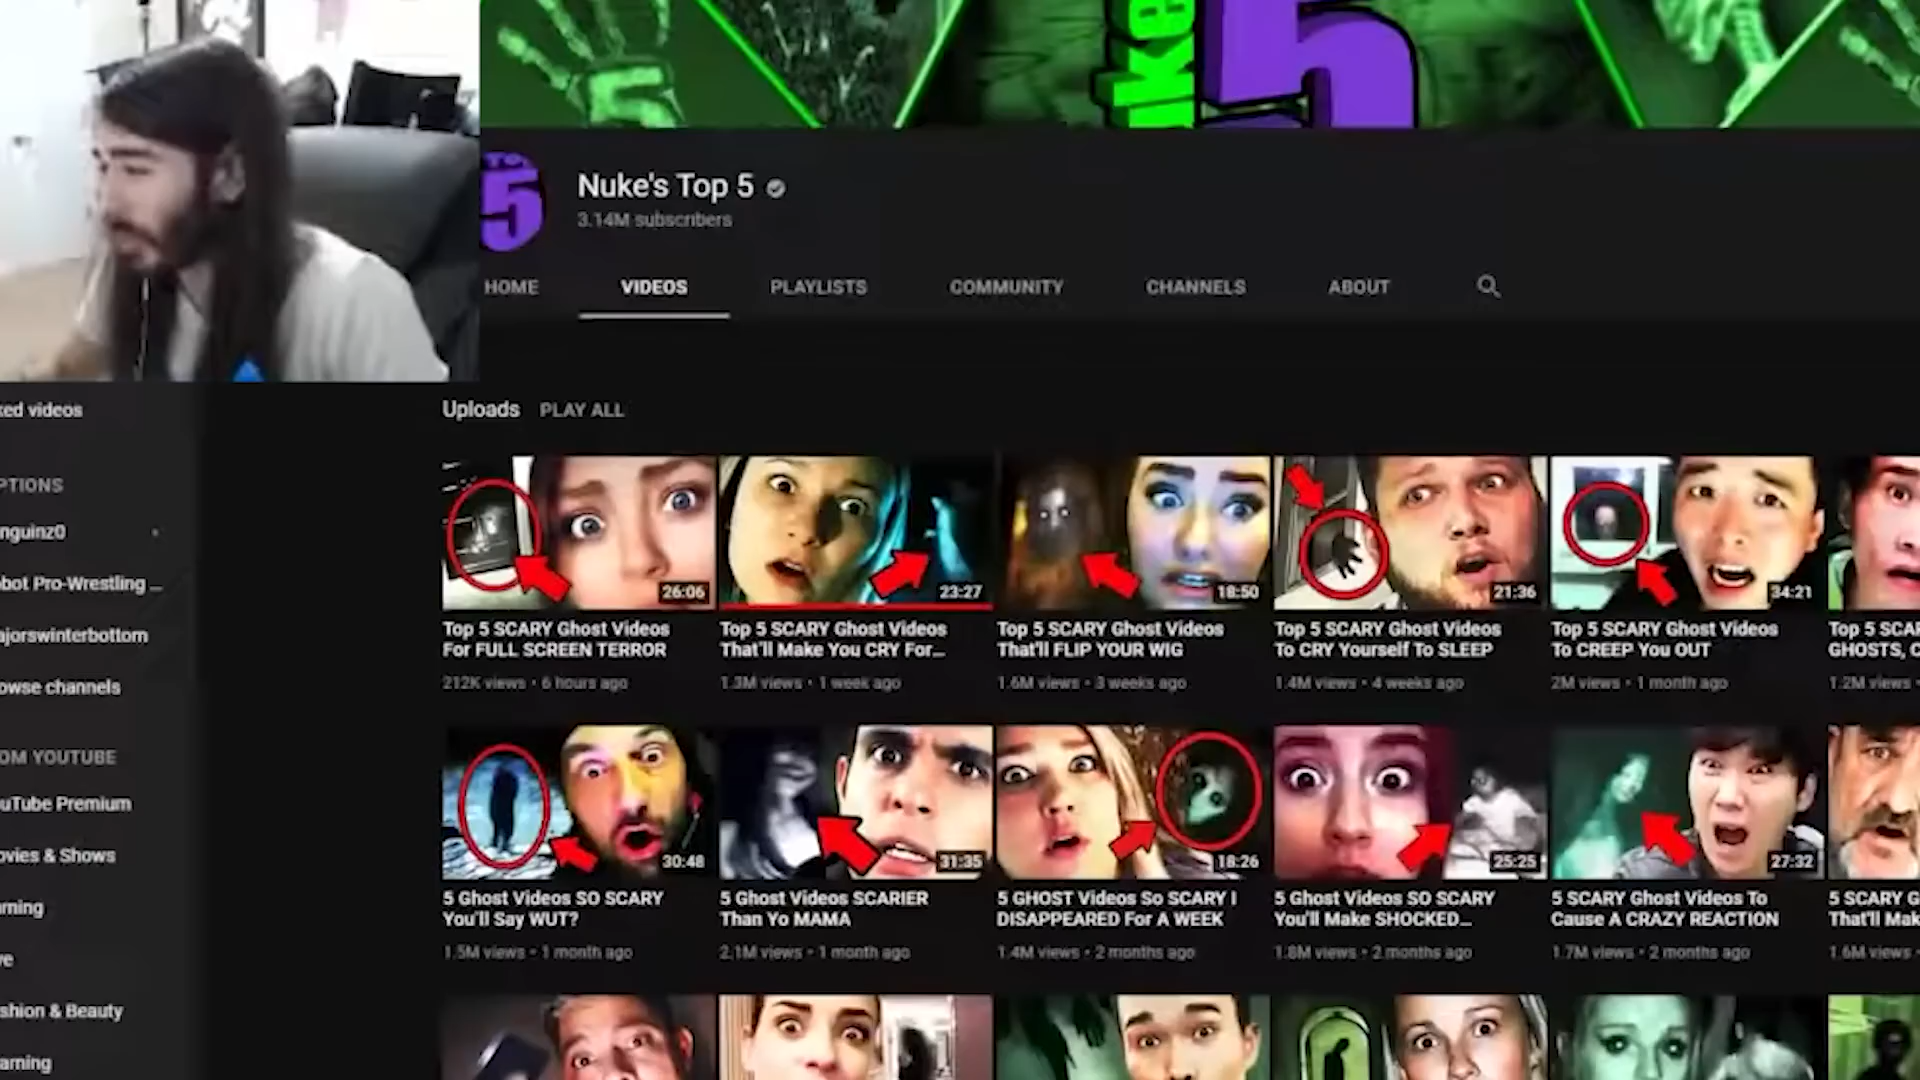 uke
5
TO
5
Nuke's Top 5
3.14M subscribers
HOME VIDEOS PLAYLISTS COMMUNITY CHANNELS ABOUT
ked videos
Uploads PLAY ALL
PTIONS
nguinz0
bot Pro-Wrestling ...
ajorswinterbottom
owse channels
OM YOUTUBE
uTube Premium
ovies & Shows
ming
ve
shion & Beauty
arning
26:06 23:27 18:50 21:36 34:21
Top 5 SCARY Ghost Videos
For FULL SCREEN TERROR
212K views • 6 hours ago
Top 5 SCARY Ghost Videos
That'll Make You CRY For...
1.3M views • 1 week ago
Top 5 SCARY Ghost Videos
That'll FLIP YOUR WIG
1.6M views • 3 weeks ago
Top 5 SCARY Ghost Videos
To CRY Yourself To SLEEP
1.4M views • 4 weeks ago
Top 5 SCARY Ghost Videos
To CREEP You OUT
2M views • 1 month ago
Top 5 SCAR
GHOSTS, C
1.2M views •
30:48 31:35 18:26 25:25 27:32
5 Ghost Videos SO SCARY
You'll Say WUT?
1.5M views • 1 month ago
5 Ghost Videos SCARIER
Than Yo MAMA
2.1M views • 1 month ago
5 GHOST Videos So SCARY I
DISAPPEARED For A WEEK
1.4M views • 2 months ago
5 Ghost Videos SO SCARY
You'll Make SHOCKED...
1.8M views • 2 months ago
5 SCARY Ghost Videos To
Cause A CRAZY REACTION
1.7M views • 2 months ago
5 SCARY G
That'll Mak
1.6M views •